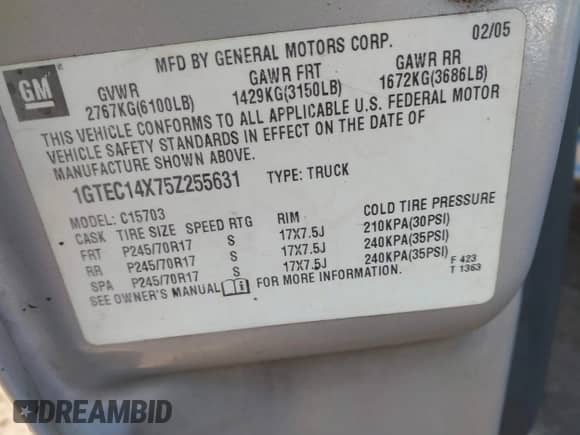 GM
MFD BY GENERAL MOTORS CORP. 02/05
GVWR GAWR FRT GAWR RR
2767KG(6100LB) 1429KG(3150LB) 1672KG(3686LB)
THIS VEHICLE CONFORMS TO ALL APPLICABLE U.S. FEDERAL MOTOR
VEHICLE SAFETY STANDARDS IN EFFECT ON THE DATE OF
MANUFACTURE SHOWN ABOVE.
1GTEC14X75Z255631 TYPE: TRUCK
MODEL: C15703
CASK TIRE SIZE SPEED RTG RIM COLD TIRE PRESSURE
FRT P245/70R17 S 17X7.5J 210KPA(30PSI)
RR P245/70R17 S 17X7.5J 240KPA(35PSI)
SPA P245/70R17 S 17X7.5J 240KPA(35PSI)
SEE OWNER'S MANUAL FOR MORE INFORMATION.
F 423
T 1363
DREAMBID